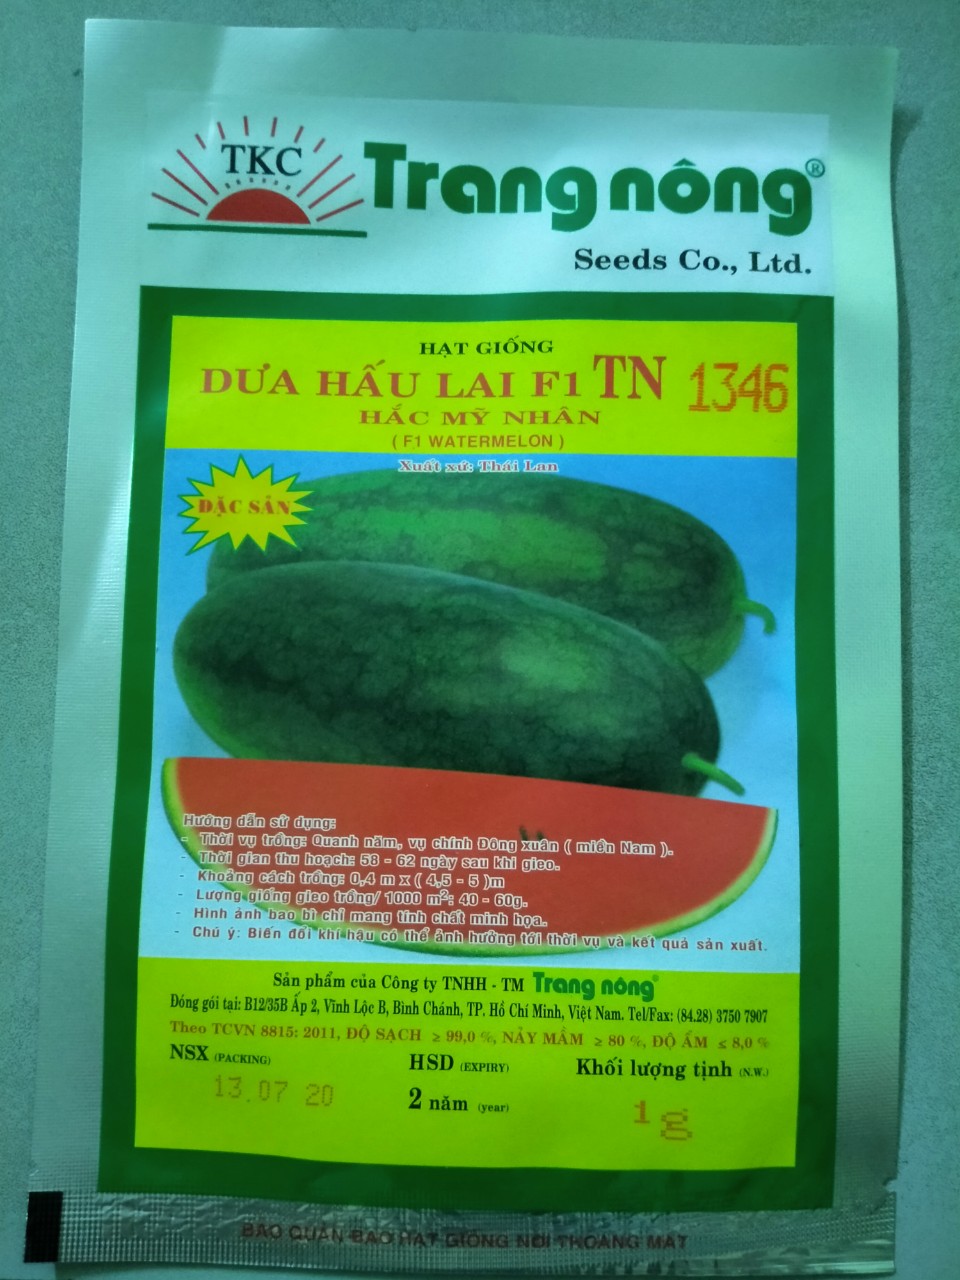 TKC
Trang nông®
Seeds Co., Ltd.
HẠT GIỐNG
DƯA HẤU LAI F1 TN 1346
HẮC MỸ NHÂN
( F1 WATERMELON )
Xuất xứ: Thái Lan
ĐẶC SẢN
Hướng dẫn sử dụng:
- Thời vụ trồng: Quanh năm, vụ chính Đông xuân ( miền Nam ).
- Thời gian thu hoạch: 58 - 62 ngày sau khi gieo.
- Khoảng cách trồng: 0,4 m x ( 4,5 - 5 )m
- Lượng giống gieo trồng/ 1000 m²: 40 - 60g.
- Hình ảnh bao bì chỉ mang tính chất minh họa.
- Chú ý: Biến đổi khí hậu có thể ảnh hưởng tới thời vụ và kết quả sản xuất.
Sản phẩm của Công ty TNHH - TM Trang nông®
Đóng gói tại: B12/35B Ấp 2, Vĩnh Lộc B, Bình Chánh, TP. Hồ Chí Minh, Việt Nam. Tel/Fax: (84.28) 3750 7907
Theo TCVN 8815: 2011, ĐỘ SẠCH ≥ 99,0 %, NẢY MẦM ≥ 80 %, ĐỘ ẨM ≤ 8,0 %
NSX (PACKING) HSD (EXPIRY) Khối lượng tịnh (N.W.)
13.07 20 2 năm (year) 1g
BẢO QUẢN BAO HẠT GIỐNG NƠI THOÁNG MÁT